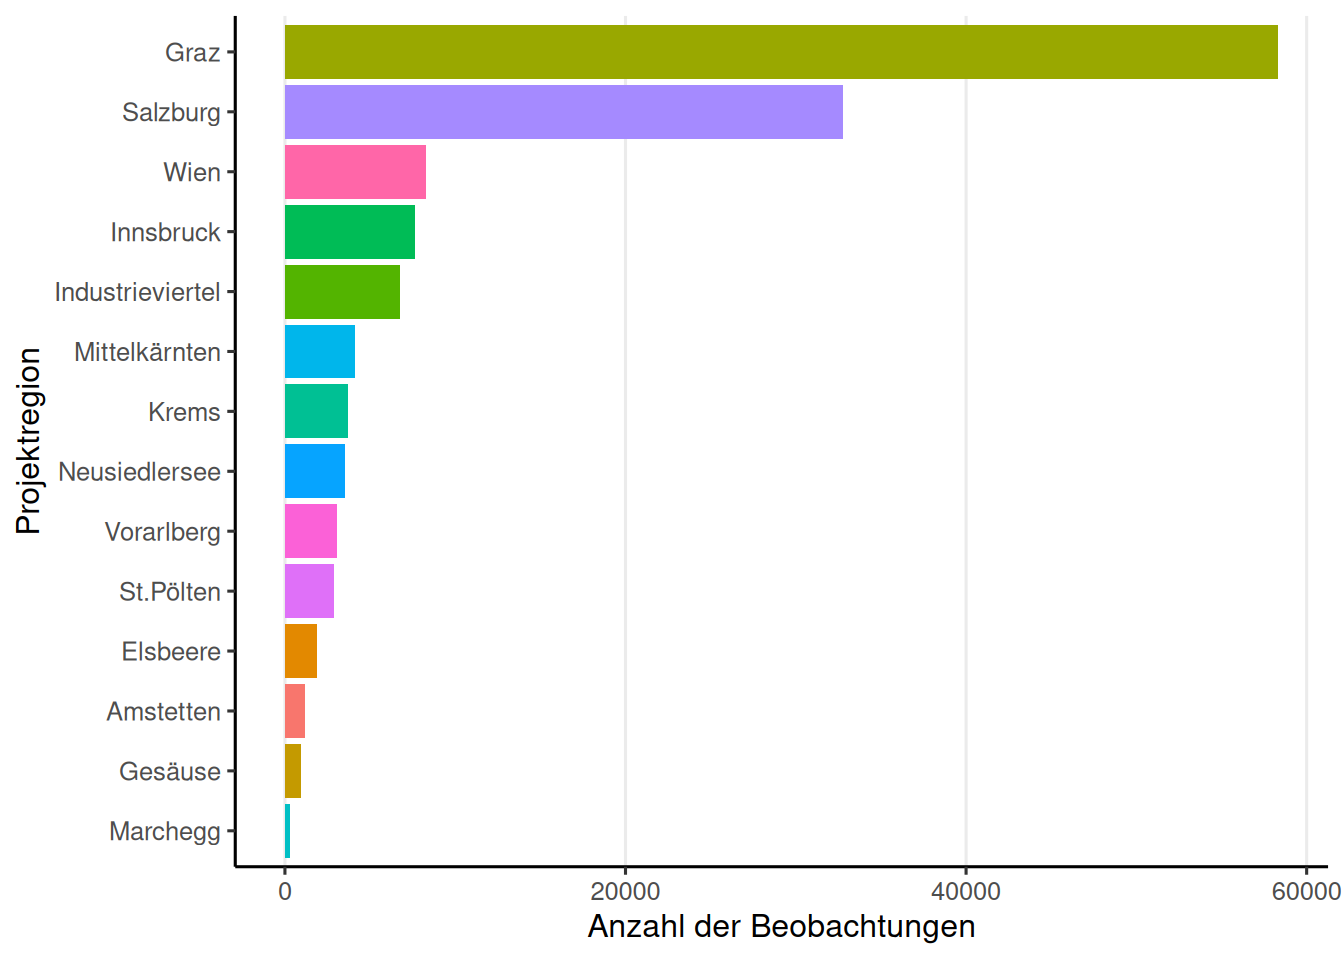 Graz
Salzburg
Wien
Innsbruck
Industrieviertel
Mittelkärnten
Krems
Neusiedlersee
Vorarlberg
St.Pölten
Elsbeere
Amstetten
Gesäuse
Marchegg
Projektregion
0 20000 40000 60000
Anzahl der Beobachtungen